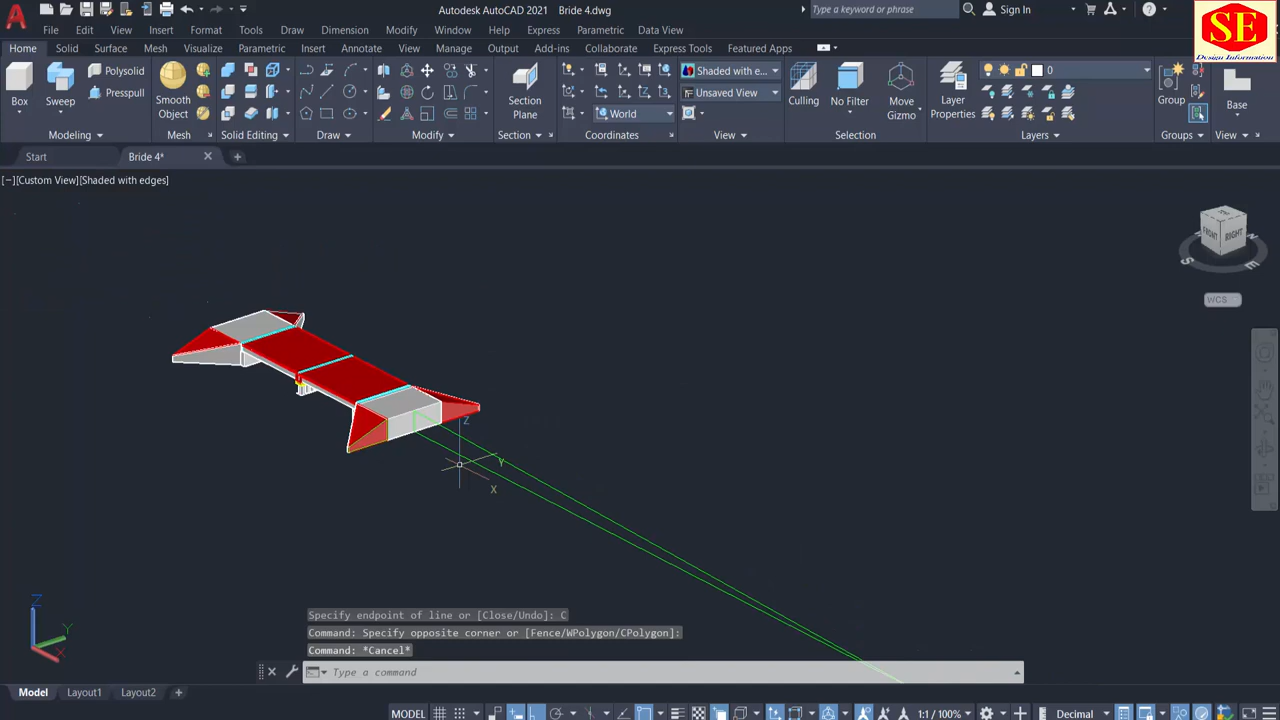 Autodesk AutoCAD 2021 Bride 4.dwg
Type a keyword or phrase
Sign In
SE
Design Information
File Edit View Insert Format Tools Draw Dimension Modify Window Help Express Parametric Data View
Home Solid Surface Mesh Visualize Parametric Insert Annotate View Manage Output Add-ins Collaborate Express Tools Featured Apps
Box
Sweep
Polysolid
Presspull
Smooth Object
Section Plane
World
Shaded with e...
Unsaved View
Culling
No Filter
Move Gizmo
Layer Properties
0
Group
Base
Modeling Mesh Solid Editing Draw Modify Section Coordinates View Selection Layers Groups View
Start
Bride 4*
[−][Custom View][Shaded with edges]
TOP
FRONT
RIGHT
S
E
WCS
Z
Y
X
Z
Y
X
Specify endpoint of line or [Close/Undo]: C
Command: Specify opposite corner or [Fence/WPolygon/CPolygon]:
Command: *Cancel*
Type a command
Model Layout1 Layout2
MODEL
1:1 / 100%
Decimal